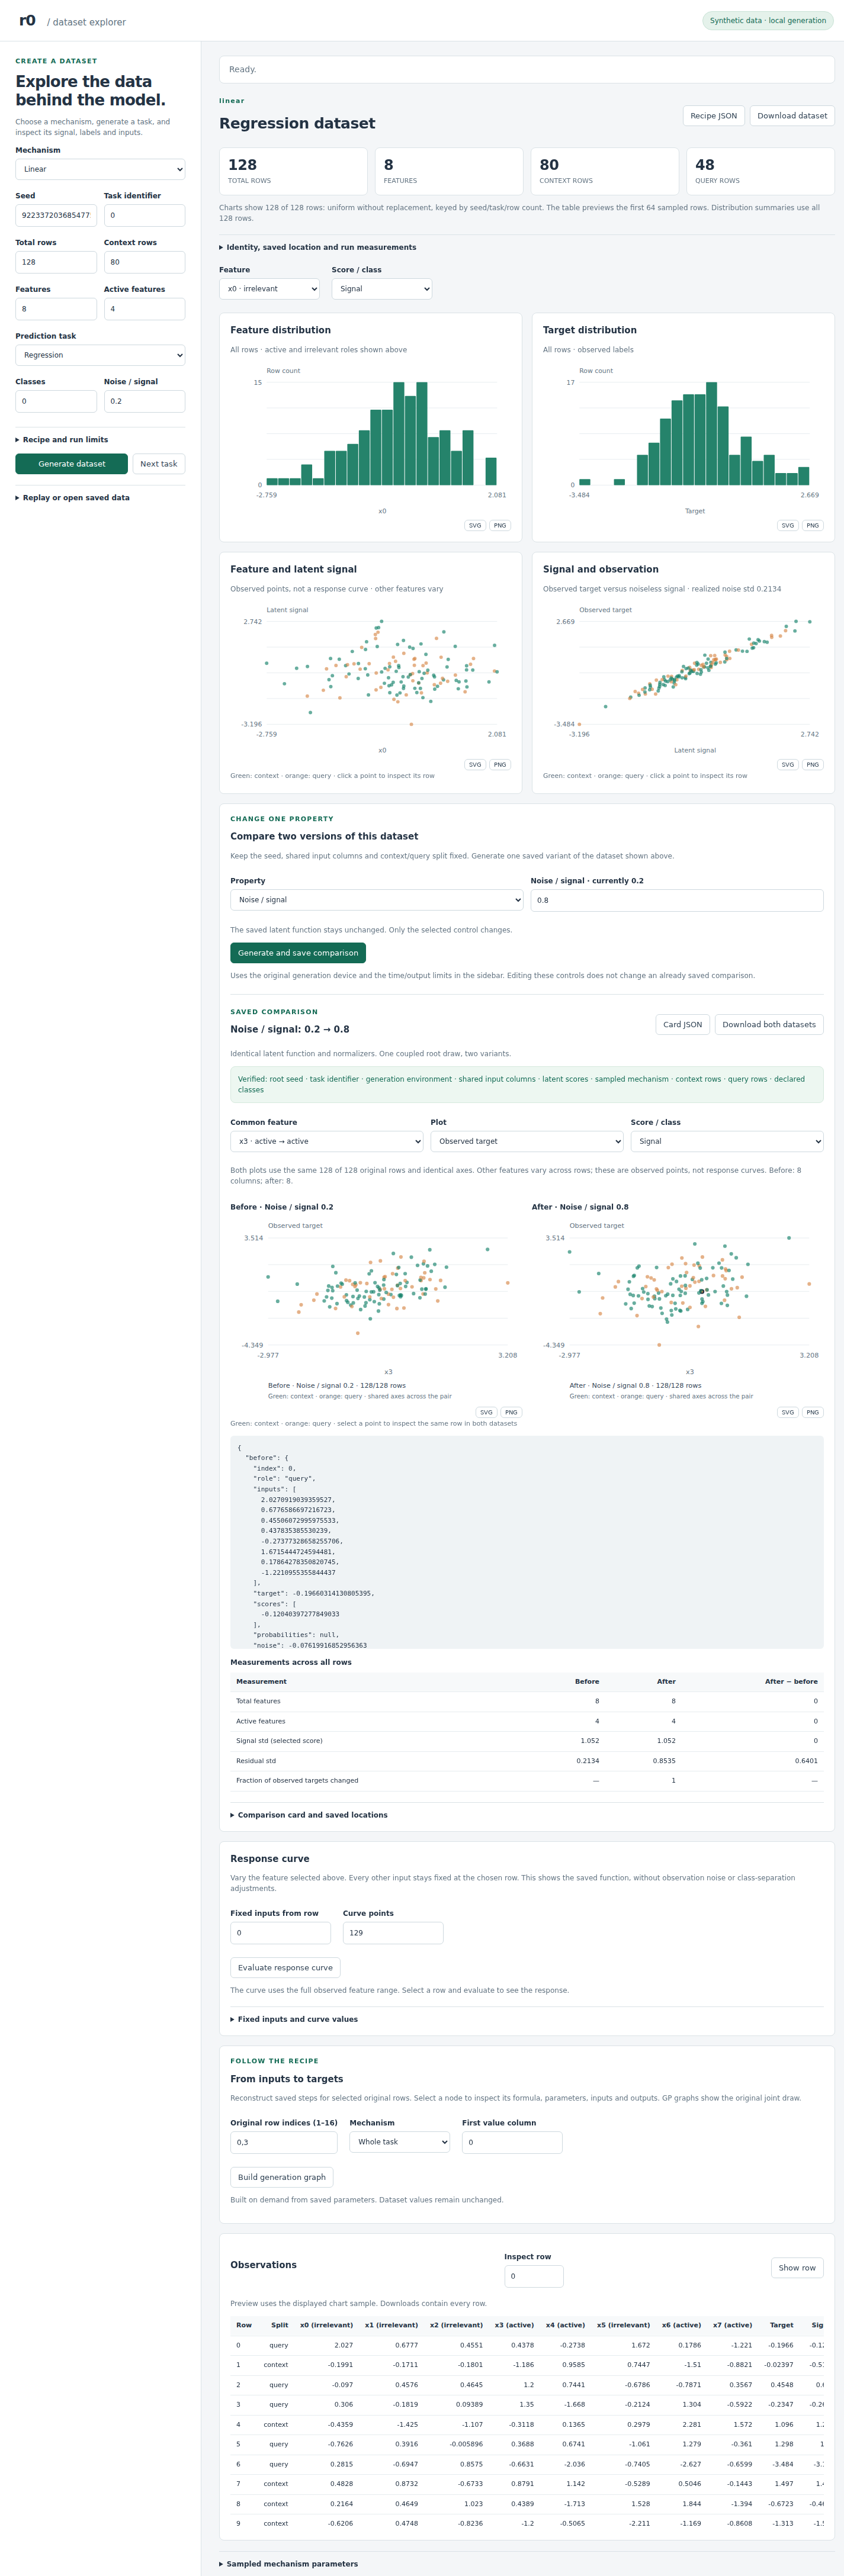 r0 / dataset explorer
Synthetic data · local generation
CREATE A DATASET
Explore the data
behind the model.
Choose a mechanism, generate a task, and
inspect its signal, labels and inputs.
Mechanism
Linear
Seed Task identifier
922337203685477 0
Total rows Context rows
128 80
Features Active features
8 4
Prediction task
Regression
Classes Noise / signal
0 0.2
Recipe and run limits
Generate dataset Next task
Replay or open saved data
Ready.
linear
Regression dataset
Recipe JSON Download dataset
128 8 80 48
TOTAL ROWS FEATURES CONTEXT ROWS QUERY ROWS
Charts show 128 of 128 rows: uniform without replacement, keyed by seed/task/row count. The table previews the first 64 sampled rows. Distribution summaries use all
128 rows.
Identity, saved location and run measurements
Feature Score / class
x0 · irrelevant Signal
Feature distribution
All rows · active and irrelevant roles shown above
Row count
15
0
-2.759 2.081
x0
SVG PNG
Target distribution
All rows · observed labels
Row count
17
0
-3.484 2.669
Target
SVG PNG
Feature and latent signal
Observed points, not a response curve · other features vary
Latent signal
2.742
-3.196
-2.759 2.081
x0
SVG PNG
Green: context · orange: query · click a point to inspect its row
Signal and observation
Observed target versus noiseless signal · realized noise std 0.2134
Observed target
2.669
-3.484
-3.196 2.742
Latent signal
SVG PNG
Green: context · orange: query · click a point to inspect its row
CHANGE ONE PROPERTY
Compare two versions of this dataset
Keep the seed, shared input columns and context/query split fixed. Generate one saved variant of the dataset shown above.
Property Noise / signal · currently 0.2
Noise / signal 0.8
The saved latent function stays unchanged. Only the selected control changes.
Generate and save comparison
Uses the original generation device and the time/output limits in the sidebar. Editing these controls does not change an already saved comparison.
SAVED COMPARISON
Noise / signal: 0.2 → 0.8
Card JSON Download both datasets
Identical latent function and normalizers. One coupled root draw, two variants.
Verified: root seed · task identifier · generation environment · shared input columns · latent scores · sampled mechanism · context rows · query rows · declared
classes
Common feature Plot Score / class
x3 · active → active Observed target Signal
Both plots use the same 128 of 128 original rows and identical axes. Other features vary across rows; these are observed points, not response curves. Before: 8
columns; after: 8.
Before · Noise / signal 0.2
Observed target
3.514
-4.349
-2.977 3.208
x3
Before · Noise / signal 0.2 · 128/128 rows
Green: context · orange: query · shared axes across the pair
SVG PNG
After · Noise / signal 0.8
Observed target
3.514
-4.349
-2.977 3.208
x3
After · Noise / signal 0.8 · 128/128 rows
Green: context · orange: query · shared axes across the pair
SVG PNG
Green: context · orange: query · select a point to inspect the same row in both datasets
{
"before": {
"index": 0,
"role": "query",
"inputs": [
2.0270919039359527,
0.6776586697216723,
0.45506072995975533,
0.437835385530239,
-0.27377328658255706,
1.6715444724594481,
0.17864278350820745,
-1.2210955355844437
],
"target": -0.19660314130805395,
"scores": [
-0.12040397277849033
],
"probabilities": null,
"noise": -0.07619916852956363
Measurements across all rows
Measurement Before After After − before
Total features 8 8 0
Active features 4 4 0
Signal std (selected score) 1.052 1.052 0
Residual std 0.2134 0.8535 0.6401
Fraction of observed targets changed — 1 —
Comparison card and saved locations
Response curve
Vary the feature selected above. Every other input stays fixed at the chosen row. This shows the saved function, without observation noise or class-separation
adjustments.
Fixed inputs from row Curve points
0 129
Evaluate response curve
The curve uses the full observed feature range. Select a row and evaluate to see the response.
Fixed inputs and curve values
FOLLOW THE RECIPE
From inputs to targets
Reconstruct saved steps for selected original rows. Select a node to inspect its formula, parameters, inputs and outputs. GP graphs show the original joint draw.
Original row indices (1–16) Mechanism First value column
0,3 Whole task 0
Build generation graph
Built on demand from saved parameters. Dataset values remain unchanged.
Observations
Inspect row
0
Show row
Preview uses the displayed chart sample. Downloads contain every row.
Row Split x0 (irrelevant) x1 (irrelevant) x2 (irrelevant) x3 (active) x4 (active) x5 (irrelevant) x6 (active) x7 (active) Target Sig
0 query 2.027 0.6777 0.4551 0.4378 -0.2738 1.672 0.1786 -1.221 -0.1966 -0.12
1 context -0.1991 -0.1711 -0.1801 -1.186 0.9585 0.7447 -1.51 -0.8821 -0.02397 -0.51
2 query -0.097 0.4576 0.4645 1.2 0.7441 -0.6786 -0.7871 0.3567 0.4548 0.6
3 query 0.306 -0.1819 0.09389 1.35 -1.668 -0.2124 1.304 -0.5922 -0.2347 -0.26
4 context -0.4359 -1.425 -1.107 -0.3118 0.1365 0.2979 2.281 1.572 1.096 1.2
5 query -0.7626 0.3916 -0.005896 0.3688 0.6741 -1.061 1.279 -0.361 1.298 1
6 query 0.2815 -0.6947 0.8575 -0.6631 -2.036 -0.7405 -2.627 -0.6599 -3.484 -3.1
7 context 0.4828 0.8732 -0.6733 0.8791 1.142 -0.5289 0.5046 -0.1443 1.497 1.4
8 context 0.2164 0.4649 1.023 0.4389 -1.713 1.528 1.844 -1.394 -0.6723 -0.46
9 context -0.6206 0.4748 -0.8236 -1.2 -0.5065 -2.211 -1.169 -0.8608 -1.313 -1.5
Sampled mechanism parameters